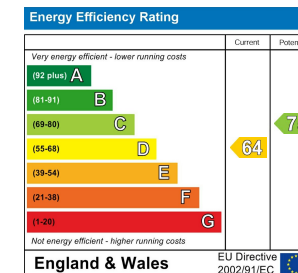 Energy Efficiency Rating
Current
Very energy efficient - lower running costs
(92 plus) A
(81-91) B
(69-80) C
(55-68) D 64
(39-54) E
(21-38) F
(1-20) G
Not energy efficient - higher running costs
England & Wales
EU Directive
2002/91/EC